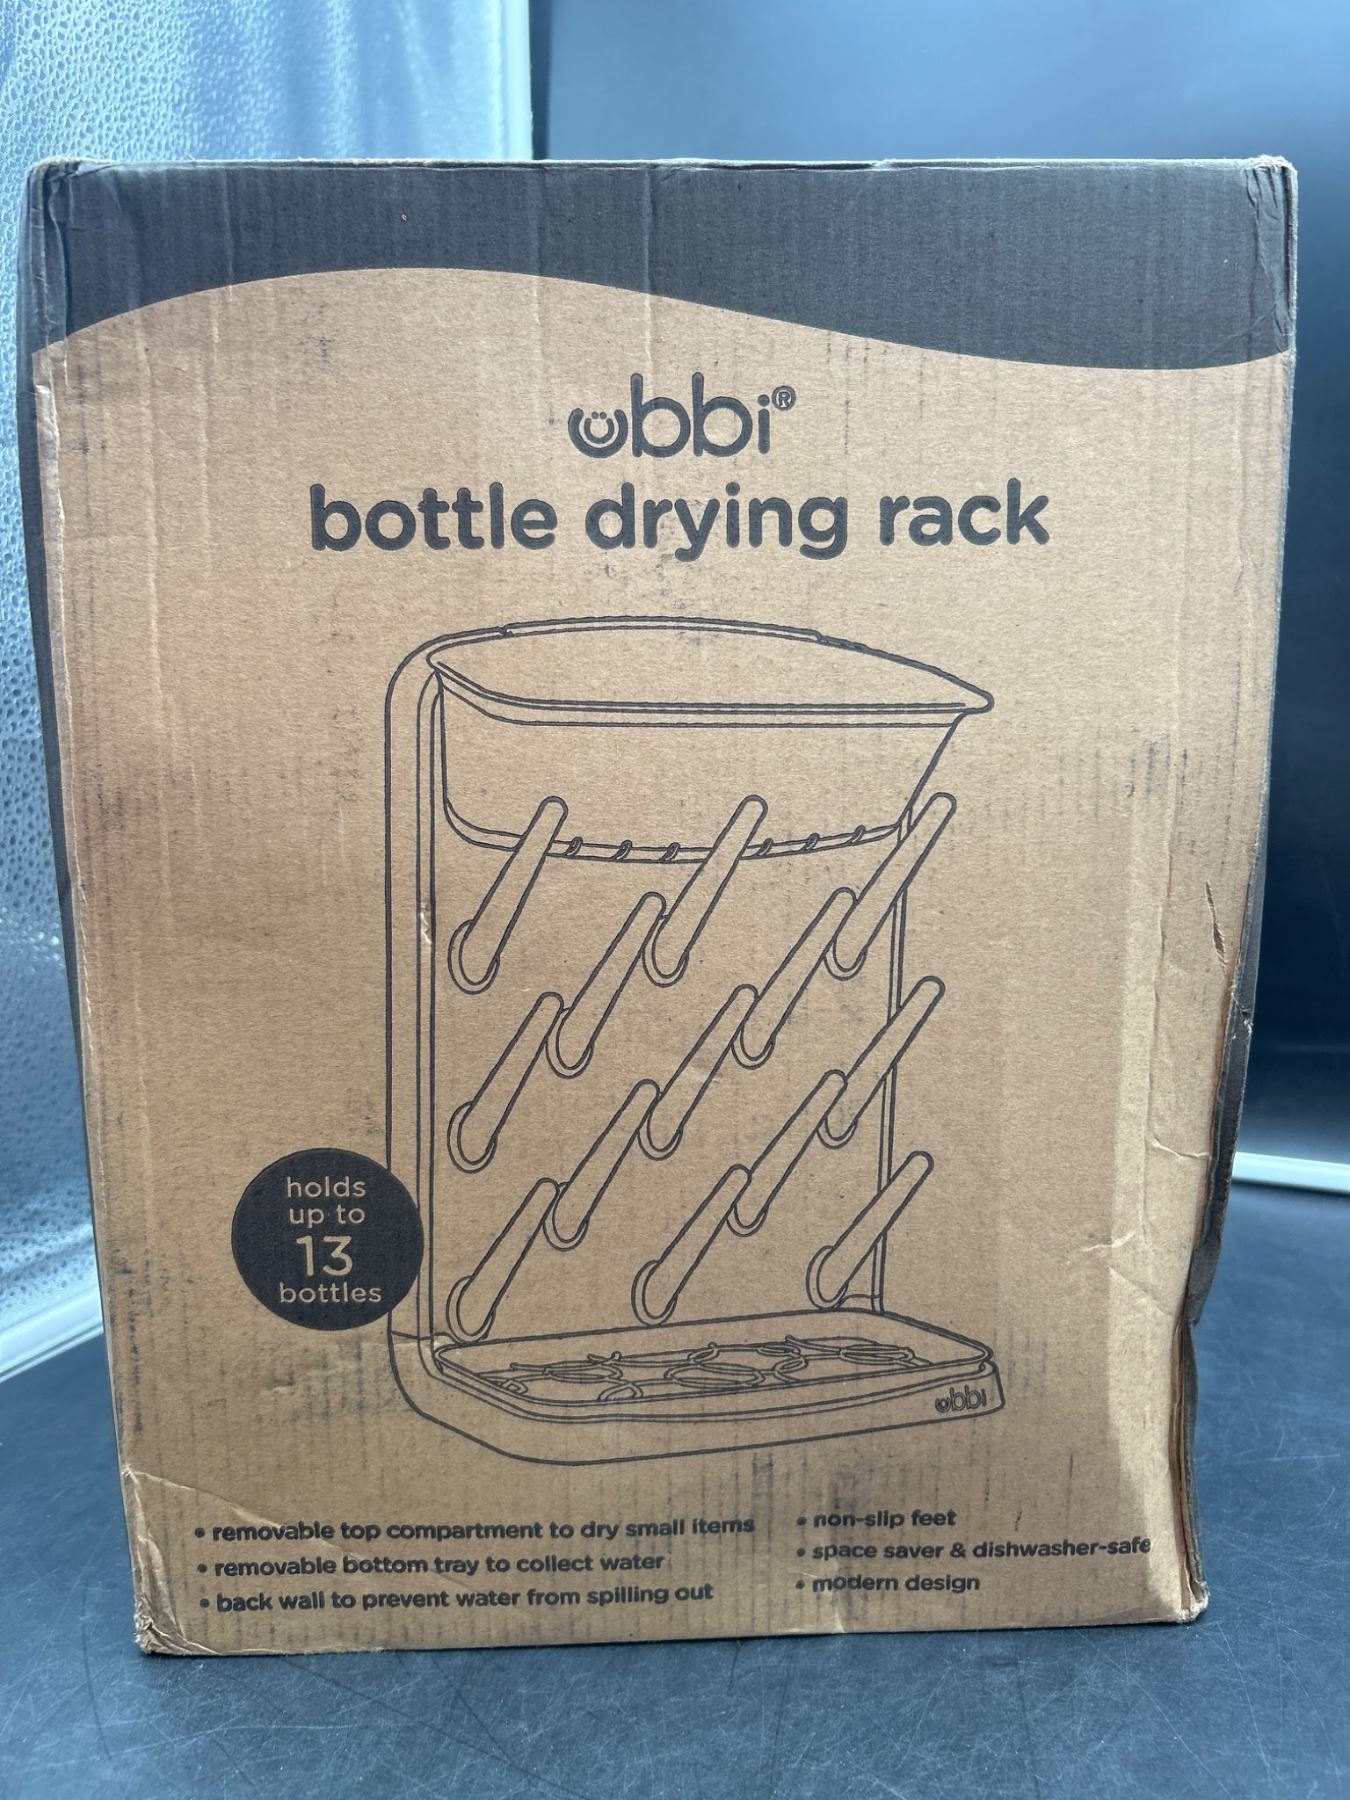 ubbi®
bottle drying rack
holds
up to
13
bottles
ubbi
• removable top compartment to dry small items
• removable bottom tray to collect water
• back wall to prevent water from spilling out
• non-slip feet
• space saver & dishwasher-safe
• modern design